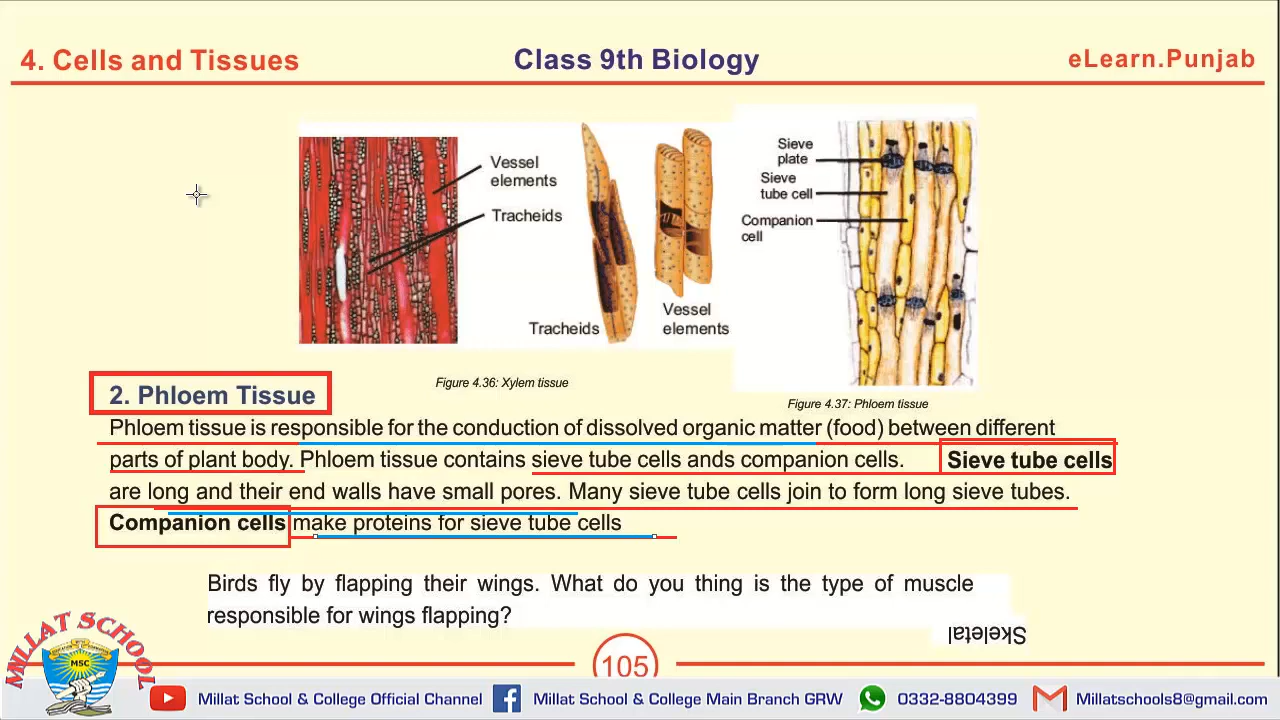 4. Cells and Tissues
Class 9th Biology
eLearn.Punjab
Vessel
elements
Tracheids
Tracheids
Vessel
elements
Sieve
plate
Sieve
tube cell
Companion
cell
Figure 4.36: Xylem tissue
Figure 4.37: Phloem tissue
2. Phloem Tissue
Phloem tissue is responsible for the conduction of dissolved organic matter (food) between different
parts of plant body. Phloem tissue contains sieve tube cells ands companion cells. Sieve tube cells
are long and their end walls have small pores. Many sieve tube cells join to form long sieve tubes.
Companion cells make proteins for sieve tube cells
Birds fly by flapping their wings. What do you thing is the type of muscle
responsible for wings flapping?
Skeletal
105
MILLAT SCHOOL
MSC
Millat School & College Official Channel
Millat School & College Main Branch GRW
0332-8804399
Millatschools8@gmail.com